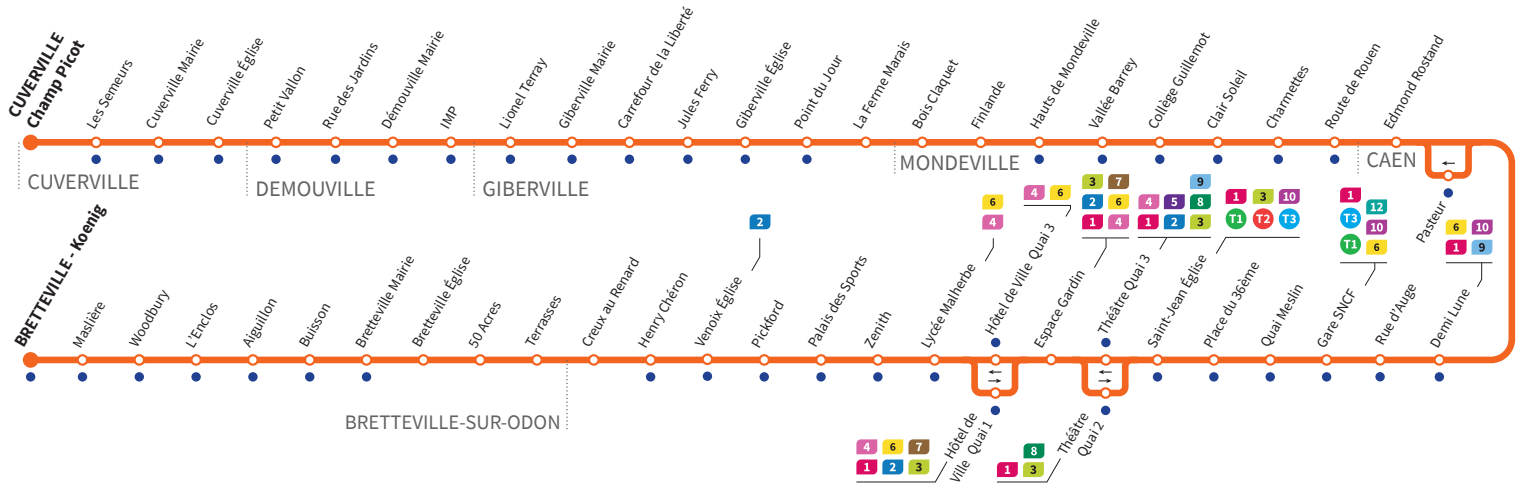 CUVERVILLE
Champ Picot
Les Semeurs
Cuverville Mairie
Cuverville Église
Petit Vallon
Rue des Jardins
Démouville Mairie
IMP
Lionel Terray
Giberville Mairie
Carrefour de la Liberté
Jules Ferry
Giberville Église
Point du Jour
La Ferme Marais
Bois Claquet
Finlande
Hauts de Mondeville
Vallée Barrey
Collège Guillemot
Clair Soleil
Charmettes
Route de Rouen
Edmond Rostand
Pasteur
CUVERVILLE
DEMOUVILLE
GIBERVILLE
MONDEVILLE
CAEN
BRETTEVILLE - Koenig
Maslière
Woodbury
L'Enclos
Aiguillon
Buisson
Bretteville Mairie
Bretteville Église
50 Acres
Terrasses
Creux au Renard
Henry Chéron
Venoix Église
2
Pickford
Palais des Sports
Zenith
Lycée Malherbe
6
4
Hôtel de Ville Quai 3
4 6
Espace Gardin
3 7
2 6
1 4
Théâtre Quai 3
9
4 5 8
1 2 3
Saint-Jean Église
1 3 10
T1 T2 T3
Place du 36ème
Quai Meslin
Gare SNCF
1
T3 12
10
T1 6
Rue d'Auge
Demi Lune
6 10
1 9
BRETTEVILLE-SUR-ODON
4 6 7
1 2 3
Hôtel de
Ville Quai 1
8
1 3
Théâtre
Quai 2